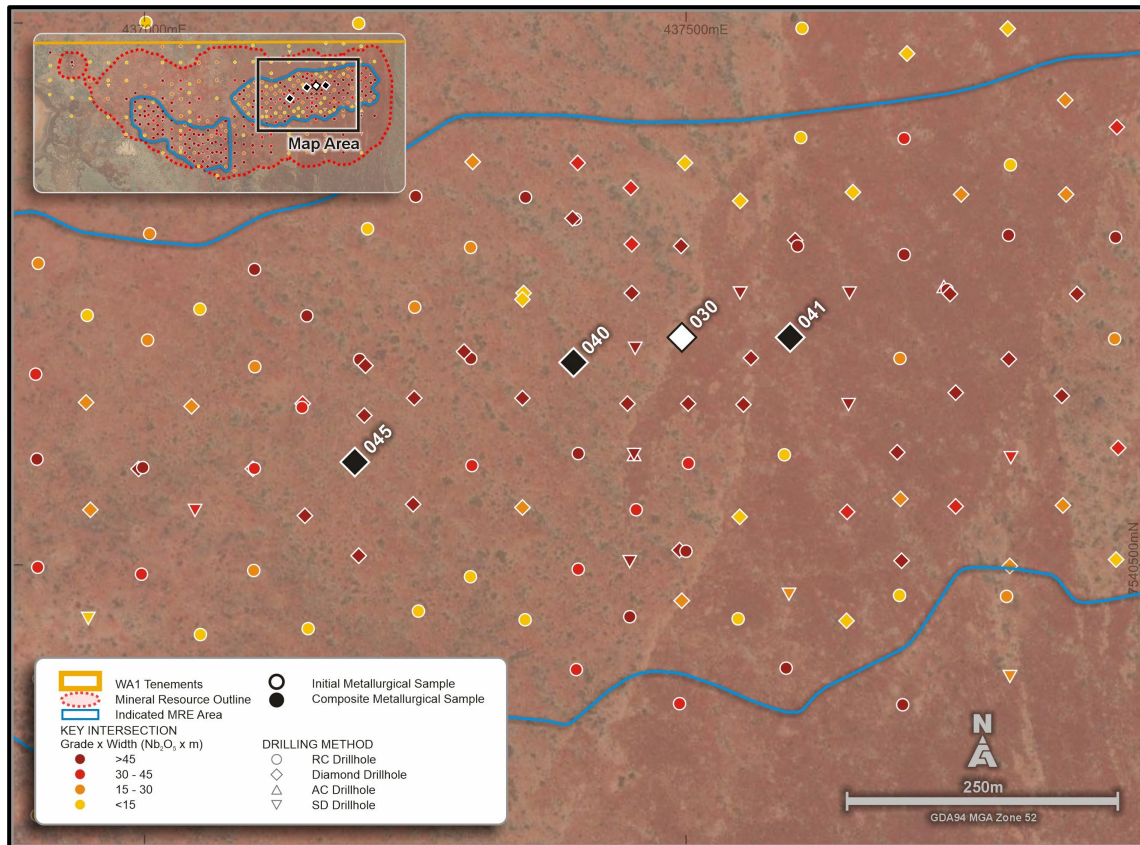 437000mE
437500mE
Map Area
030
041
040
045
7540500mN
WA1 Tenements
Mineral Resource Outline
Indicated MRE Area
Initial Metallurgical Sample
Composite Metallurgical Sample
KEY INTERSECTION
Grade x Width (Nb₂O₅ x m)
>45
30 - 45
15 - 30
<15
DRILLING METHOD
RC Drillhole
Diamond Drillhole
AC Drillhole
SD Drillhole
N
250m
GDA94 MGA Zone 52